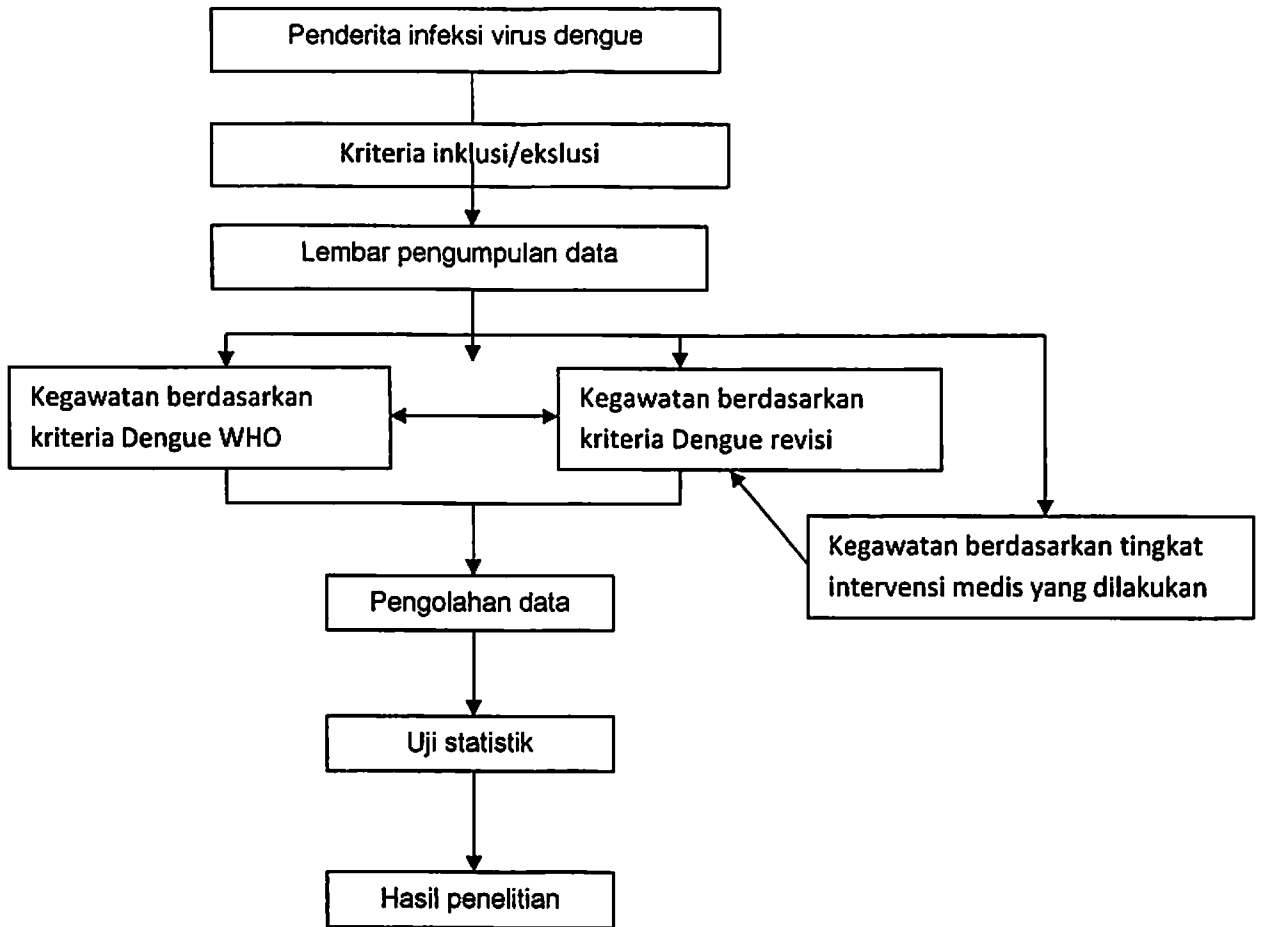 Penderita infeksi virus dengue
Kriteria inklusi/ekslusi
Lembar pengumpulan data
Kegawatan berdasarkan
kriteria Dengue WHO
Kegawatan berdasarkan
kriteria Dengue revisi
Kegawatan berdasarkan tingkat
intervensi medis yang dilakukan
Pengolahan data
Uji statistik
Hasil penelitian